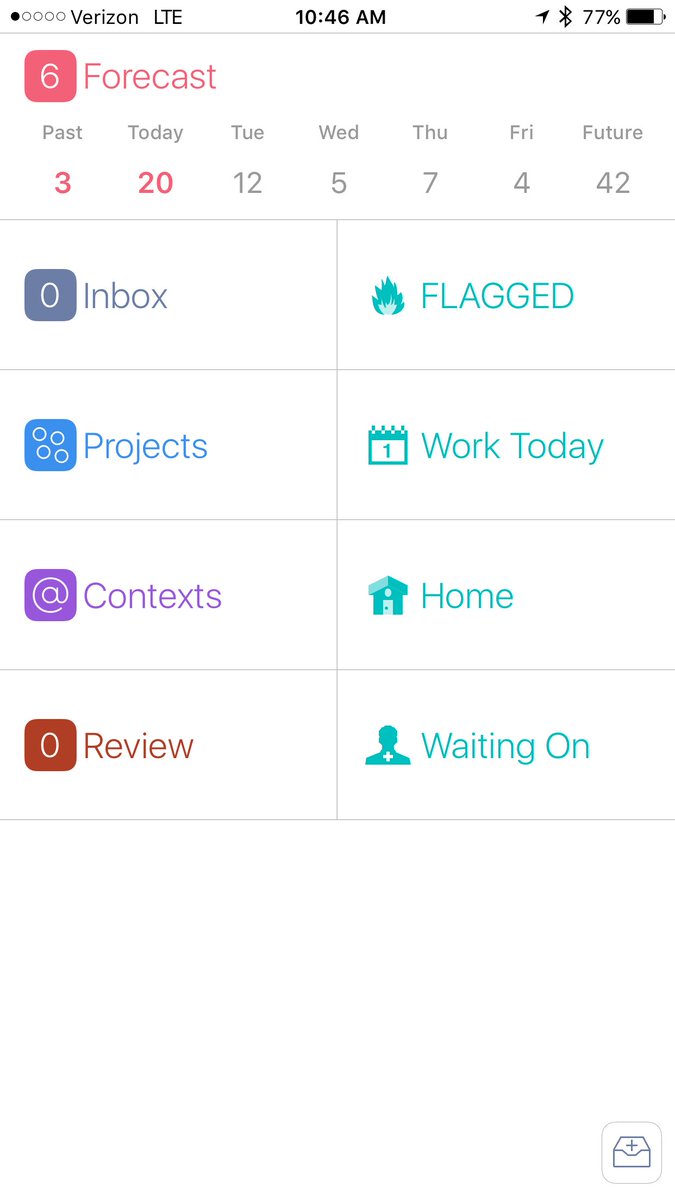 Verizon LTE 10:46 AM 77%
6 Forecast
Past Today Tue Wed Thu Fri Future
3 20 12 5 7 4 42
0 Inbox
FLAGGED
Projects
1 Work Today
@ Contexts
Home
0 Review
Waiting On